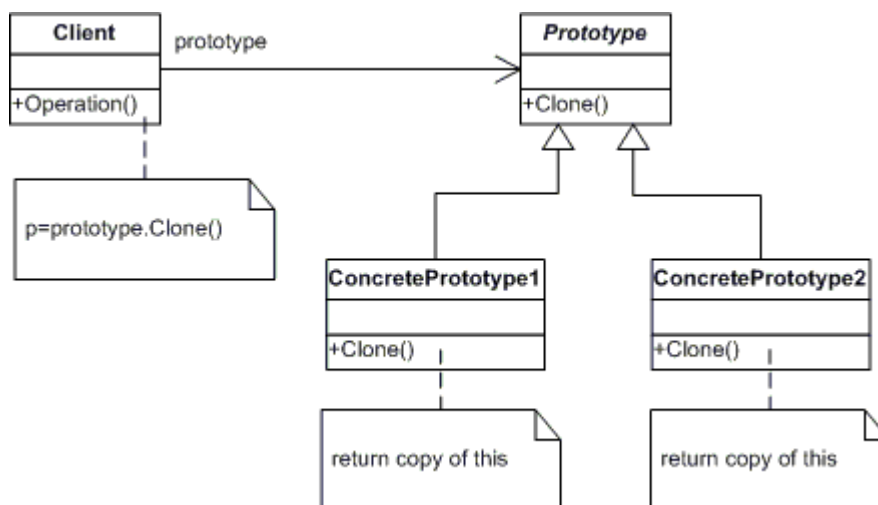 Client
prototype
Prototype
+Operation()
+Clone()
p=prototype.Clone()
ConcretePrototype1
ConcretePrototype2
+Clone()
+Clone()
return copy of this
return copy of this